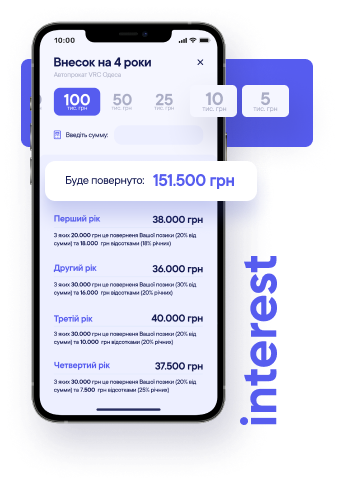 10:00
Внесок на 4 роки
Автопрокат VRC Одеса
100
тис. грн
50
тис. грн
25
тис. грн
10
тис. грн
5
тис. грн
Введіть сумму:
Буде повернуто: 151.500 грн
Перший рік 38.000 грн
З яких 20.000 грн це поверненя Вашої позики (20% від
сумми) та 18.000 грн відсотками (18% річних)
Другий рік 36.000 грн
З яких 30.000 грн це поверненя Вашої позики (30% від
сумми) та 16.000 грн відсотками (20% річних)
Третій рік 40.000 грн
З яких 30.000 грн це поверненя Вашої позики (20% від
сумми) та 10.000 грн відсотками (20% річних)
Четвертий рік 37.500 грн
З яких 30.000 грн це поверненя Вашої позики (20% від
сумми) та 7.500 грн відсотками (25% річних)
interest